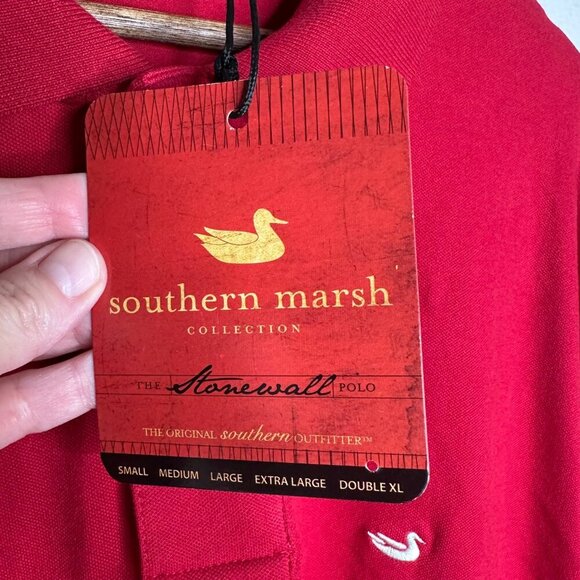 southern marsh
COLLECTION
THE Stonewall POLO
THE ORIGINAL southern OUTFITTER™
SMALL MEDIUM LARGE EXTRA LARGE DOUBLE XL